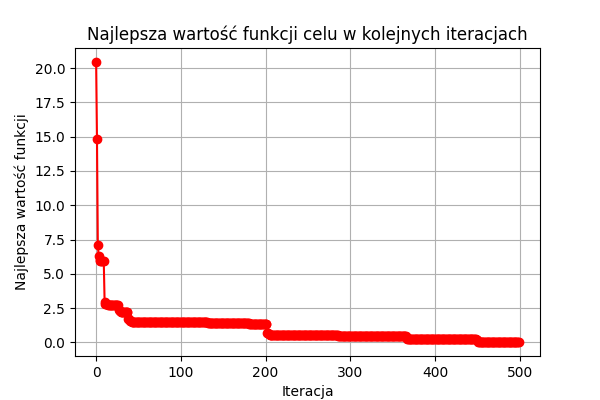 Najlepsza wartość funkcji celu w kolejnych iteracjach
Najlepsza wartość funkcji
20.0
17.5
15.0
12.5
10.0
7.5
5.0
2.5
0.0
0 100 200 300 400 500
Iteracja